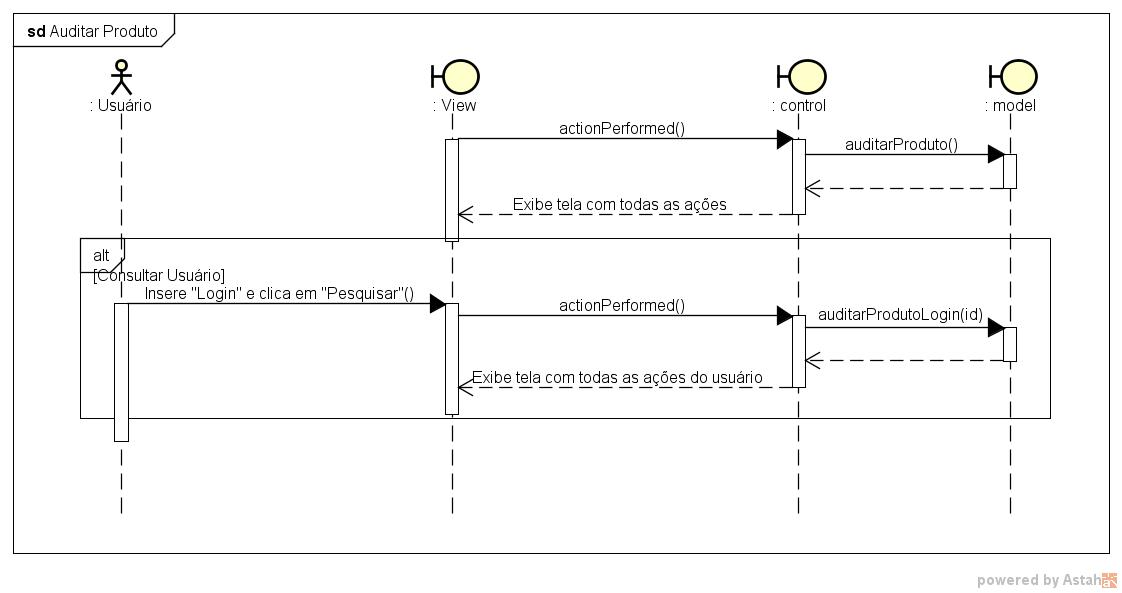 sd Auditar Produto
: Usuário
: View
: control
: model
actionPerformed()
auditarProduto()
Exibe tela com todas as ações
alt
[Consultar Usuário]
Insere "Login" e clica em "Pesquisar"()
actionPerformed()
auditarProdutoLogin(id)
Exibe tela com todas as ações do usuário
powered by Astah